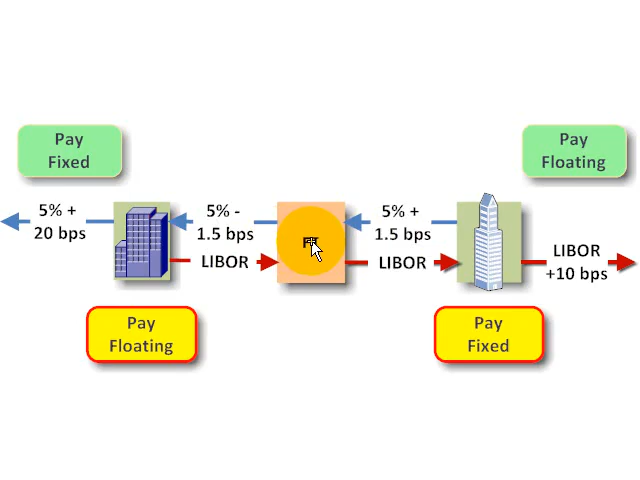 Pay
Fixed
Pay
Floating
5% +
20 bps
5% -
1.5 bps
5% +
1.5 bps
LIBOR
LIBOR
LIBOR
+10 bps
Pay
Floating
Pay
Fixed